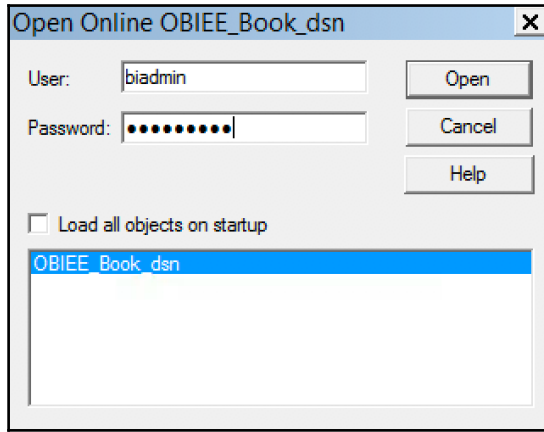 Open Online OBIEE_Book_dsn
User: biadmin Open
Password: ●●●●●●●●● Cancel
Help
Load all objects on startup
OBIEE_Book_dsn